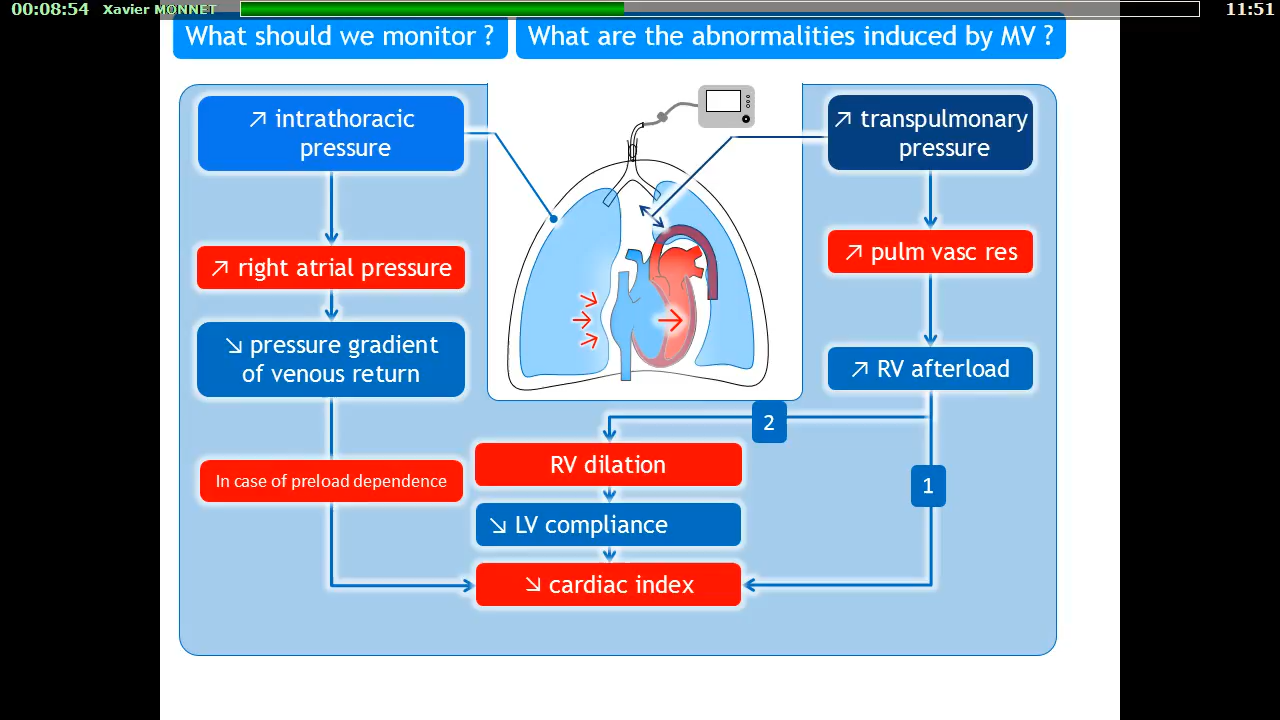 00:08:54 Xavier MONNET 11:51
What should we monitor ?
What are the abnormalities induced by MV ?
↗ intrathoracic
pressure
↗ right atrial pressure
↘ pressure gradient
of venous return
In case of preload dependence
↗ transpulmonary
pressure
↗ pulm vasc res
↗ RV afterload
2
1
RV dilation
↘ LV compliance
↘ cardiac index